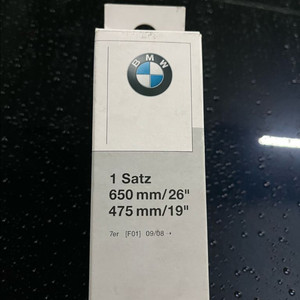 BMW
1 Satz
650 mm/26"
475 mm/19"
7er [F01] 09/08 →